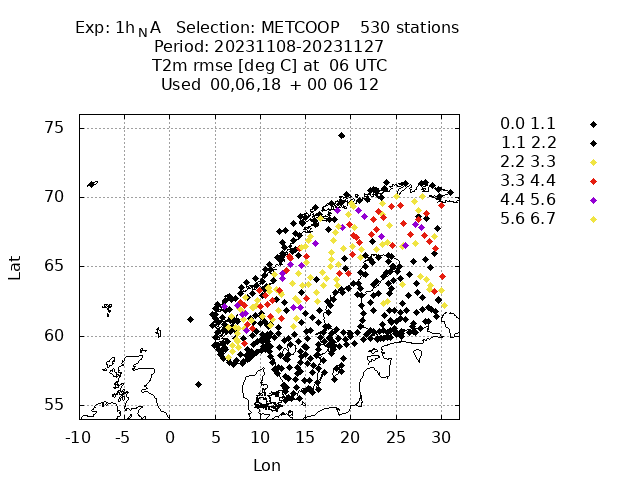 Exp: 1h_NA Selection: METCOOP 530 stations
Period: 20231108-20231127
T2m rmse [deg C] at 06 UTC
Used 00,06,18 + 00 06 12
0.0 1.1
1.1 2.2
2.2 3.3
3.3 4.4
4.4 5.6
5.6 6.7
75
70
65
60
55
Lat
-10 -5 0 5 10 15 20 25 30
Lon